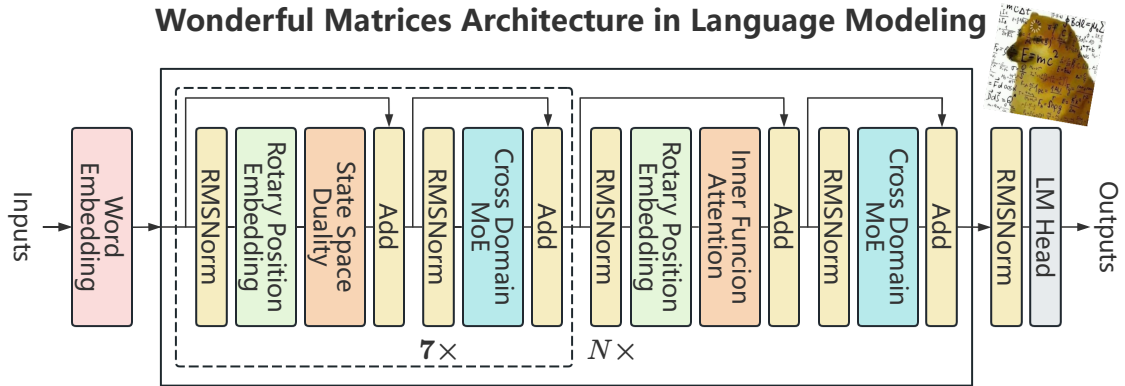 Wonderful Matrices Architecture in Language Modeling
Inputs
Word
Embedding
RMSNorm
Rotary Position
Embedding
State Space
Duality
Add
RMSNorm
Cross Domain
MoE
Add
7×
RMSNorm
Rotary Position
Embedding
Inner Funcion
Attention
Add
RMSNorm
Cross Domain
MoE
Add
N×
RMSNorm
LM Head
Outputs
E=mc²